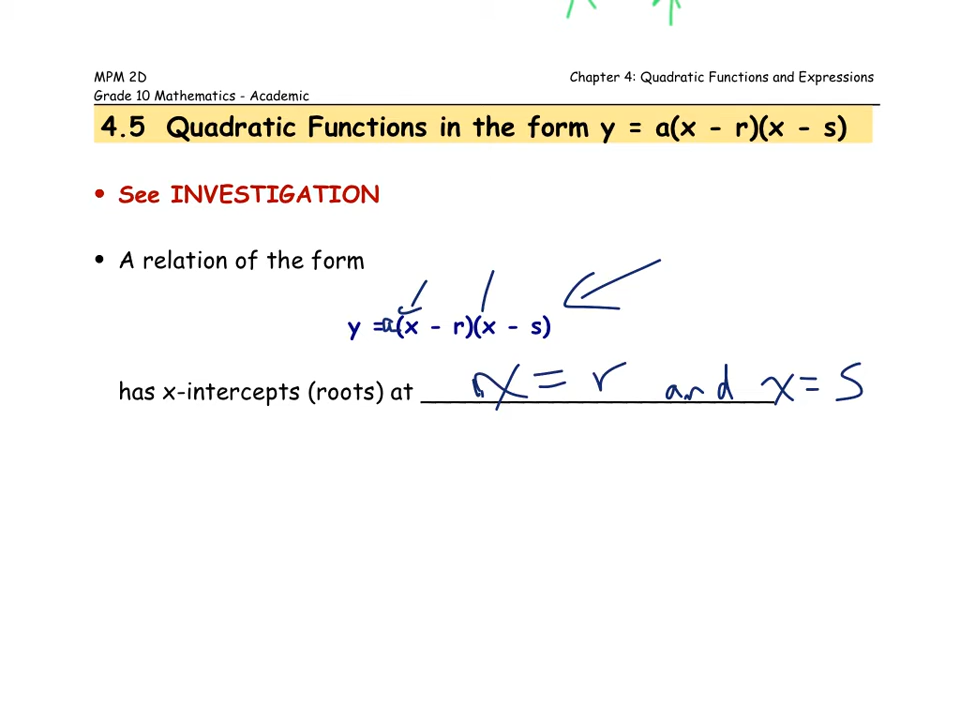 MPM 2D Chapter 4: Quadratic Functions and Expressions
Grade 10 Mathematics - Academic
4.5 Quadratic Functions in the form y = a(x - r)(x - s)
• See INVESTIGATION
• A relation of the form
y = a(x - r)(x - s)
has x-intercepts (roots) at x = r and x = s